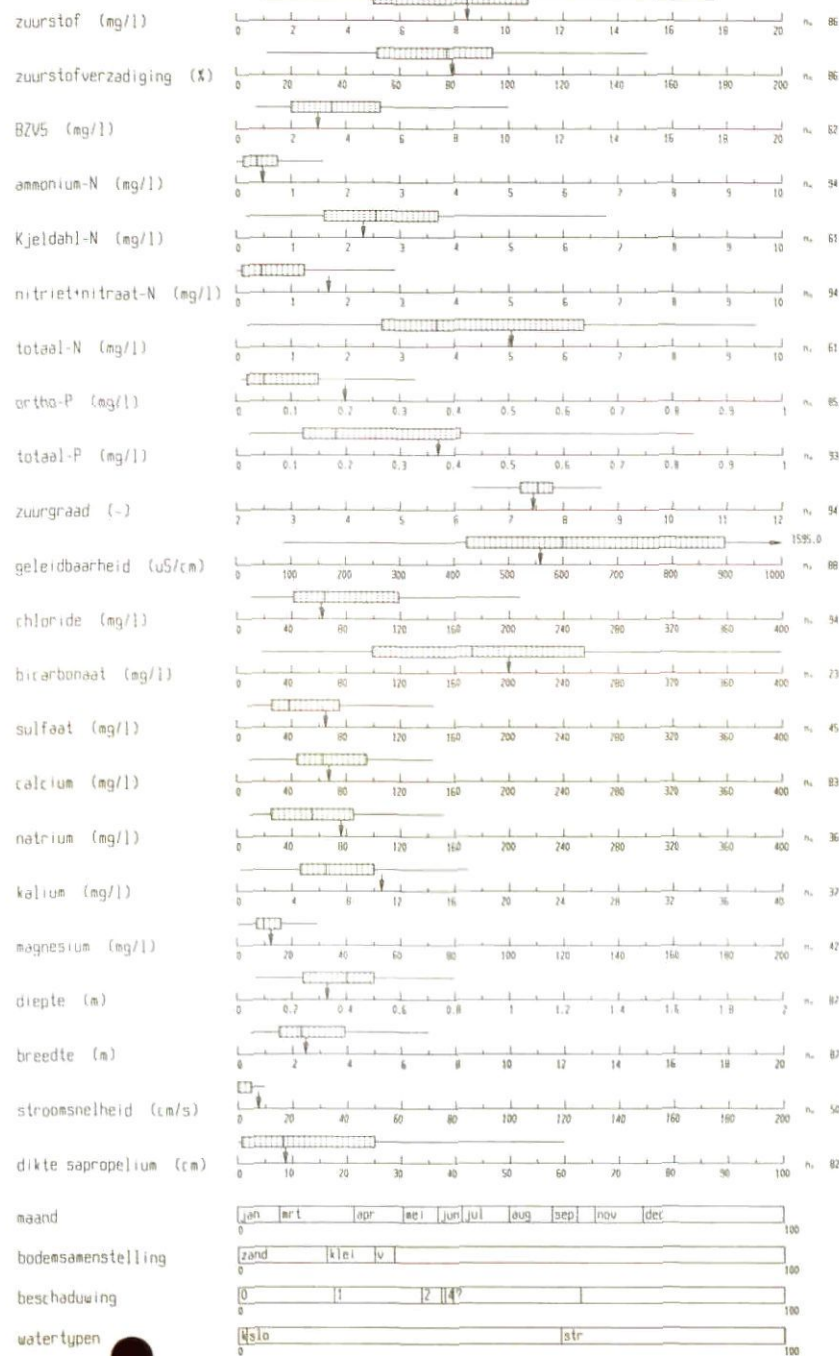 zuurstof (mg/l) 0 2 4 6 8 10 12 14 16 18 20 n= 86
zuurstofverzadiging (%) 0 20 40 60 80 100 120 140 160 180 200 n= 86
BZV5 (mg/l) 0 2 4 6 8 10 12 14 16 18 20 n= 62
ammonium-N (mg/l) 0 1 2 3 4 5 6 7 8 9 10 n= 94
Kjeldahl-N (mg/l) 0 1 2 3 4 5 6 7 8 9 10 n= 61
nitriet+nitraat-N (mg/l) 0 1 2 3 4 5 6 7 8 9 10 n= 94
totaal-N (mg/l) 0 1 2 3 4 5 6 7 8 9 10 n= 61
ortho-P (mg/l) 0 0.1 0.2 0.3 0.4 0.5 0.6 0.7 0.8 0.9 1 n= 85
totaal-P (mg/l) 0 0.1 0.2 0.3 0.4 0.5 0.6 0.7 0.8 0.9 1 n= 93
zuurgraad (-) 2 3 4 5 6 7 8 9 10 11 12 n= 94
1595.0
geleidbaarheid (uS/cm) 0 100 200 300 400 500 600 700 800 900 1000 n= 88
chloride (mg/l) 0 40 80 120 160 200 240 280 320 360 400 n= 94
bicarbonaat (mg/l) 0 40 80 120 160 200 240 280 320 360 400 n= 23
sulfaat (mg/l) 0 40 80 120 160 200 240 280 320 360 400 n= 45
calcium (mg/l) 0 40 80 120 160 200 240 280 320 360 400 n= 83
natrium (mg/l) 0 40 80 120 160 200 240 280 320 360 400 n= 36
kalium (mg/l) 0 4 8 12 16 20 24 28 32 36 40 n= 37
magnesium (mg/l) 0 20 40 60 80 100 120 140 160 180 200 n= 42
diepte (m) 0 0.2 0.4 0.6 0.8 1 1.2 1.4 1.6 1.8 2 n= 87
breedte (m) 0 2 4 6 8 10 12 14 16 18 20 n= 87
stroomsnelheid (cm/s) 0 20 40 60 80 100 120 140 160 180 200 n= 50
dikte sapropelium (cm) 0 10 20 30 40 50 60 70 80 90 100 n= 82
maand jan mrt apr mei jun jul aug sep nov dec
0 100
bodemsamenstelling zand klei v
0 100
beschaduwing 0 1 2 4 ?
0 100
watertypen k slo str
0 100